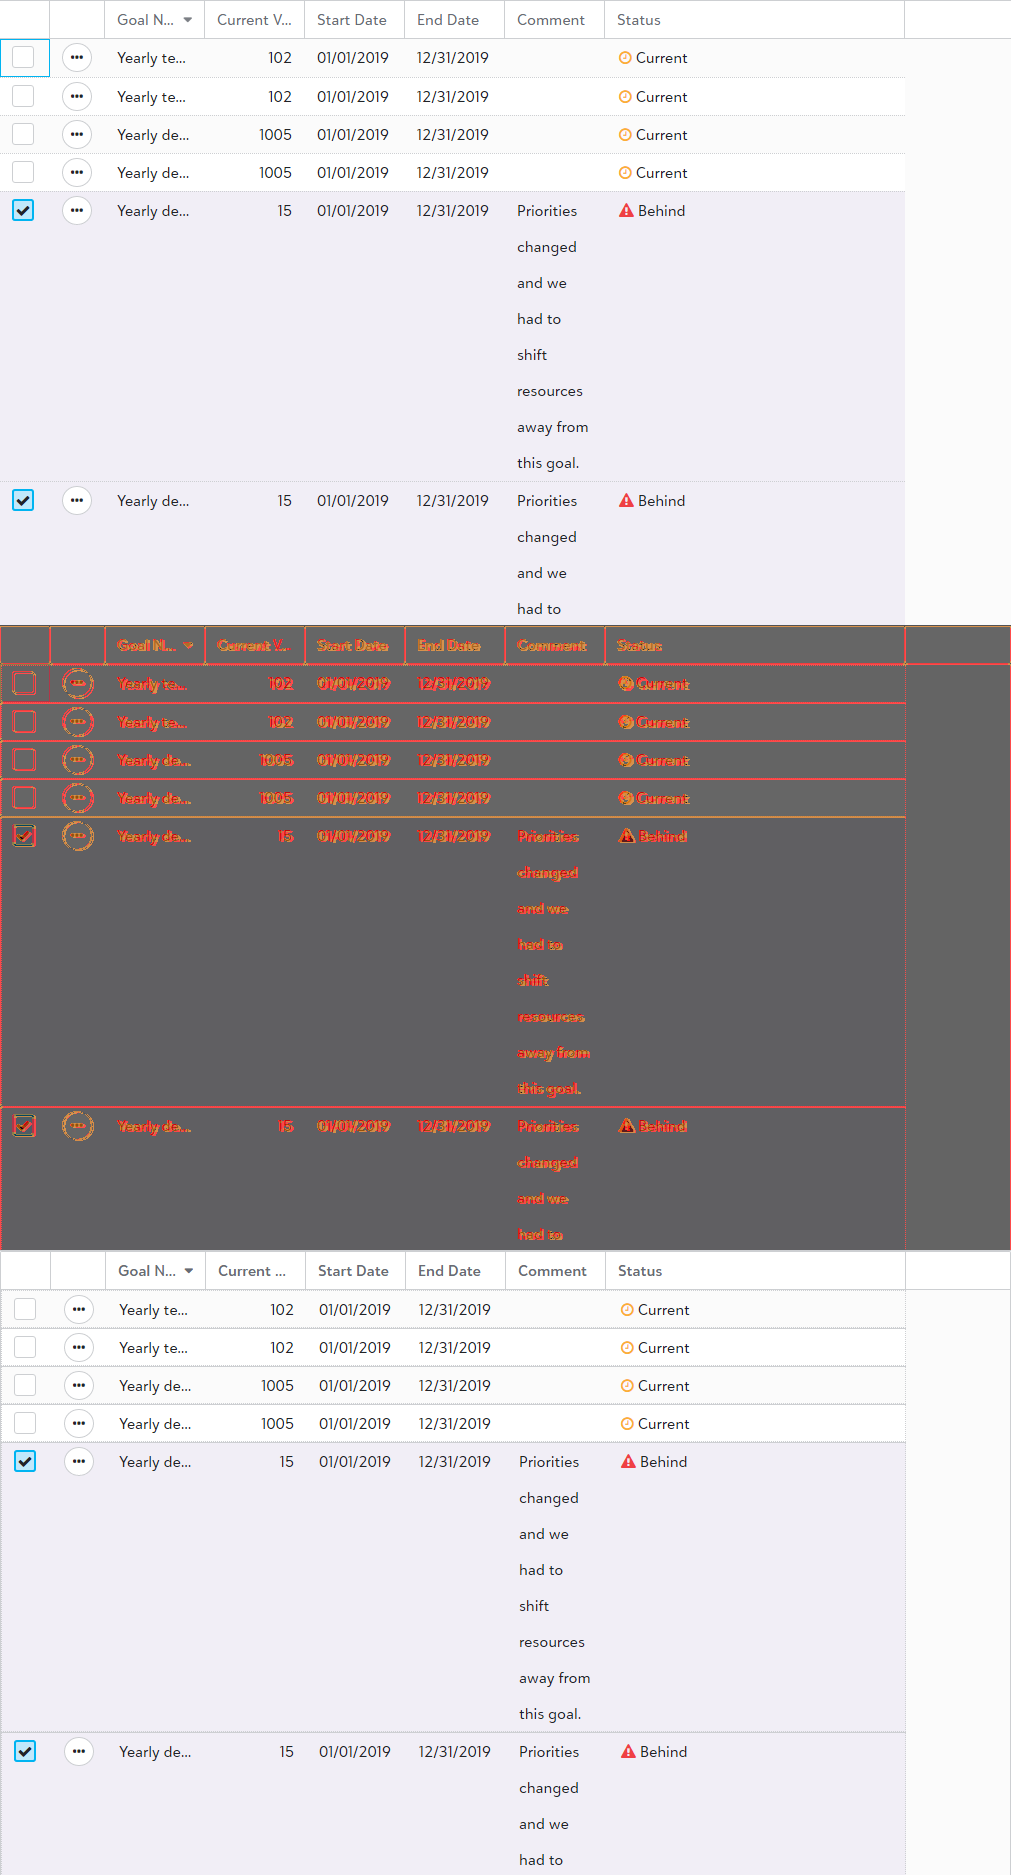 Goal N... Current V... Start Date End Date Comment Status
Yearly te... 102 01/01/2019 12/31/2019 Current
Yearly te... 102 01/01/2019 12/31/2019 Current
Yearly de... 1005 01/01/2019 12/31/2019 Current
Yearly de... 1005 01/01/2019 12/31/2019 Current
Yearly de... 15 01/01/2019 12/31/2019 Priorities Behind
changed
and we
had to
shift
resources
away from
this goal.
Yearly de... 15 01/01/2019 12/31/2019 Priorities Behind
changed
and we
had to
Goal N... Current V... Start Date End Date Comment Status
Yearly te... 102 01/01/2019 12/31/2019 Current
Yearly te... 102 01/01/2019 12/31/2019 Current
Yearly de... 1005 01/01/2019 12/31/2019 Current
Yearly de... 1005 01/01/2019 12/31/2019 Current
Yearly de... 15 01/01/2019 12/31/2019 Priorities Behind
changed
and we
had to
shift
resources
away from
this goal.
Yearly de... 15 01/01/2019 12/31/2019 Priorities Behind
changed
and we
had to
Goal N... Current ... Start Date End Date Comment Status
Yearly te... 102 01/01/2019 12/31/2019 Current
Yearly te... 102 01/01/2019 12/31/2019 Current
Yearly de... 1005 01/01/2019 12/31/2019 Current
Yearly de... 1005 01/01/2019 12/31/2019 Current
Yearly de... 15 01/01/2019 12/31/2019 Priorities Behind
changed
and we
had to
shift
resources
away from
this goal.
Yearly de... 15 01/01/2019 12/31/2019 Priorities Behind
changed
and we
had to